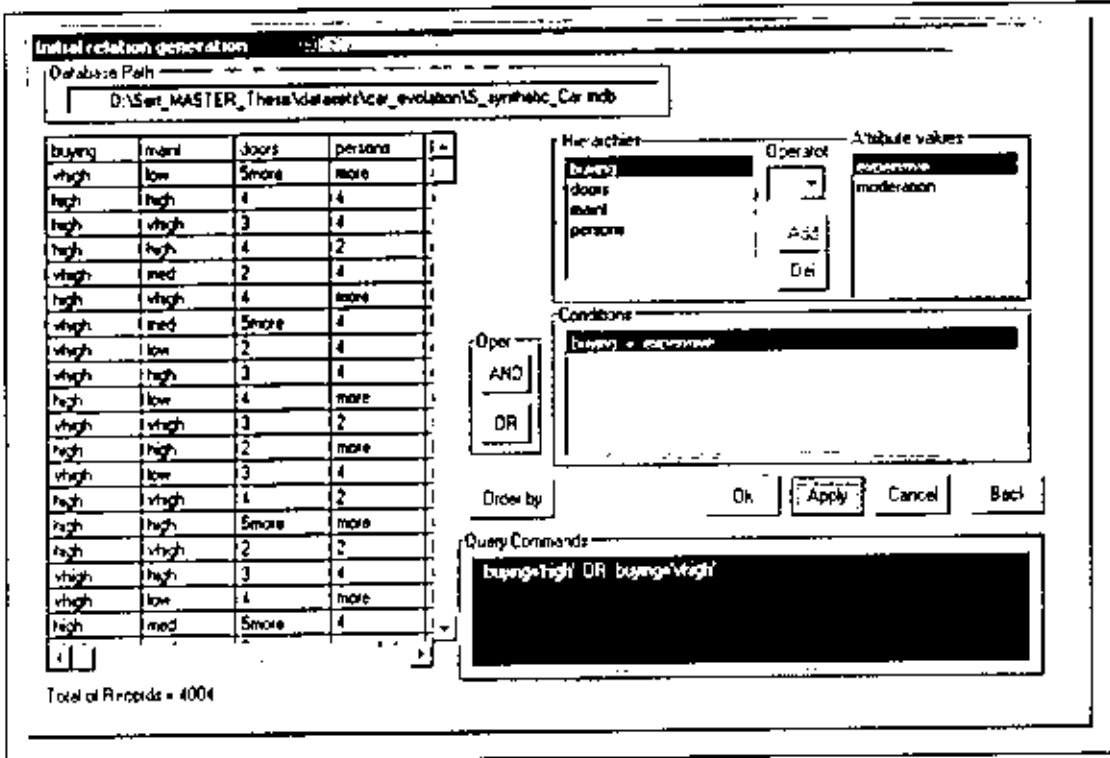 Initial relation generation
Database Path
D:\Sert_MASTER_These\datasets\car_evolution\S_synthetic_Car.mdb
buying maint doors persons
vhigh low 5more more
high high 4 4
high vhigh 3 4
high high 4 2
vhigh med 2 4
high vhigh 4 more
vhigh med 5more 4
vhigh low 2 4
vhigh high 3 4
high low 4 more
vhigh vhigh 3 2
high high 2 more
vhigh low 3 4
high vhigh 4 2
high high 5more more
high vhigh 2 2
vhigh high 3 4
vhigh low 4 more
high med 5more 4
Total of Records = 4004
Hierarchies
buying
doors
maint
persons
Operator
Add
Del
Attribute values
expensive
moderation
Oper
AND
OR
Conditions
buying = expensive
Order by
Ok
Apply
Cancel
Back
Query Commands
buying='high' OR buying='vhigh'